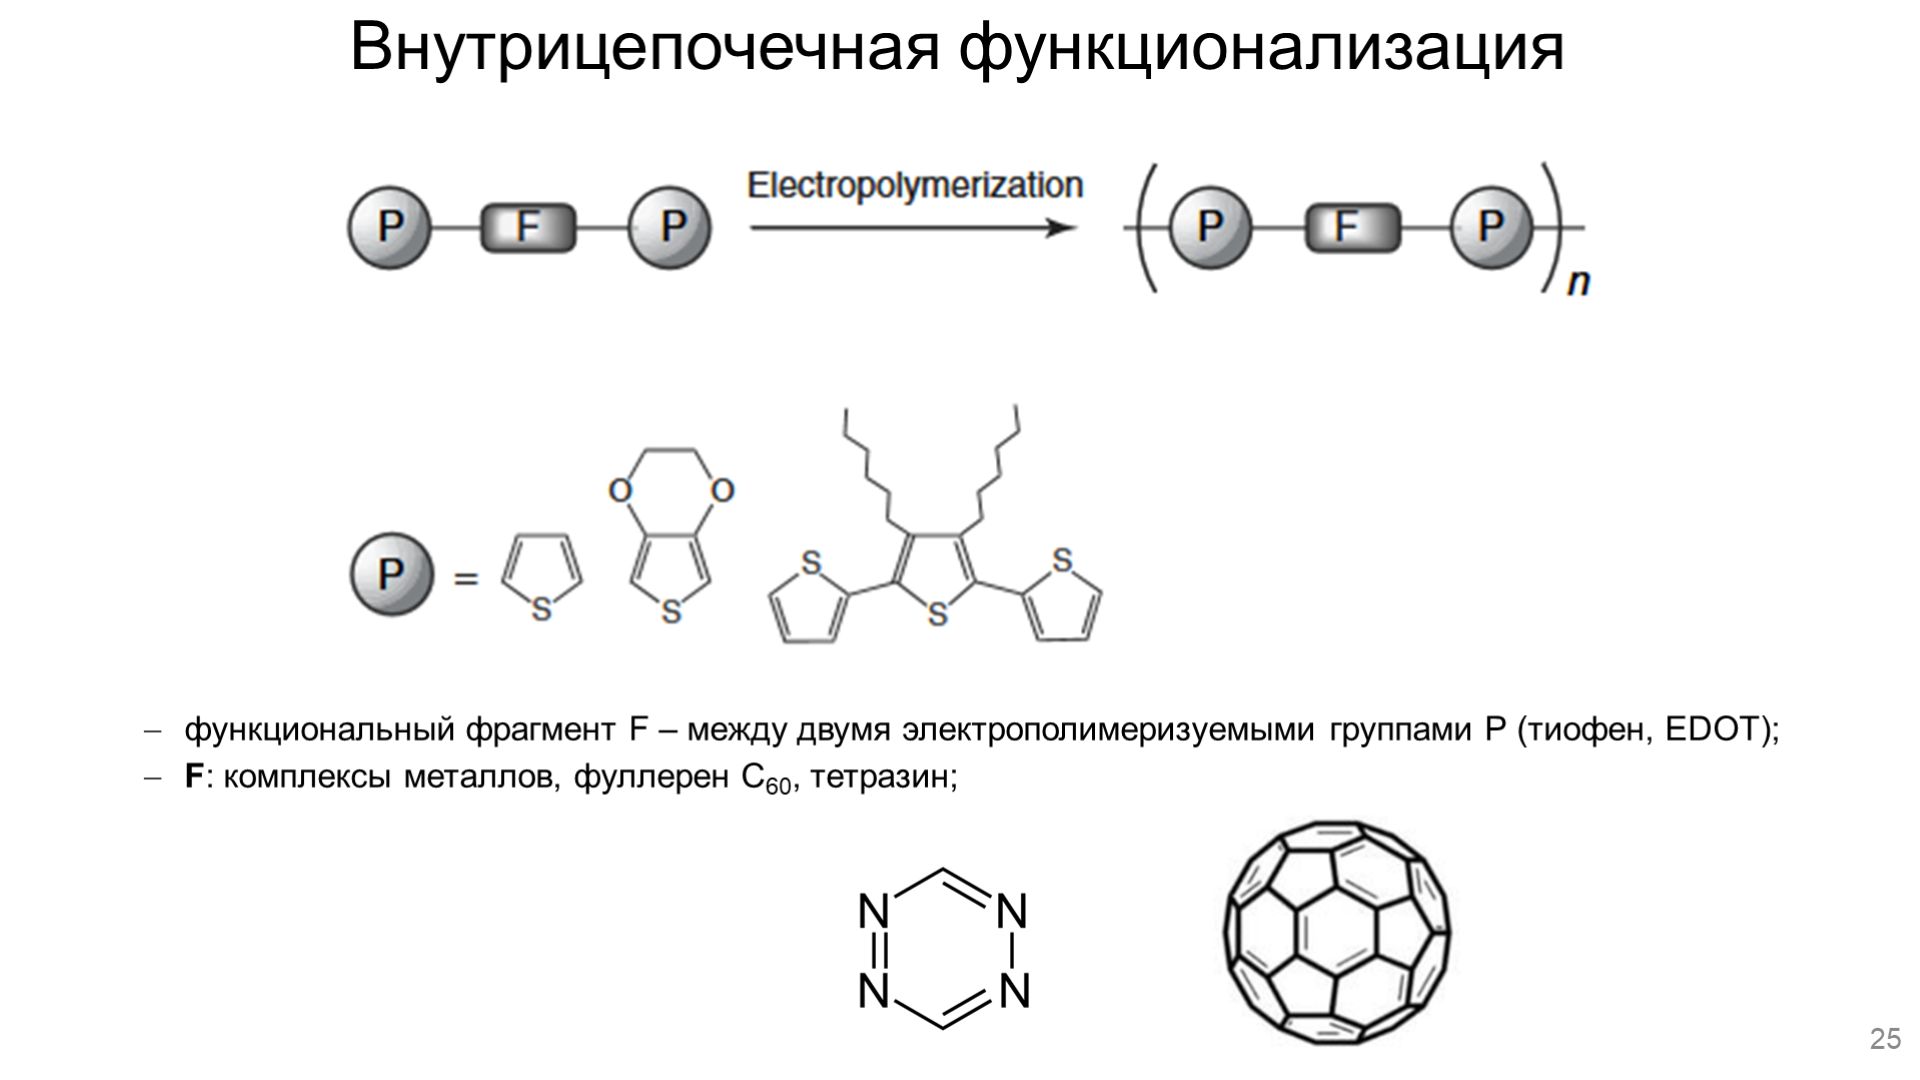 Внутрицепочечная функционализация
Electropolymerization
P F P P F P
n
O O
S S
P =
S S S
– функциональный фрагмент F – между двумя электрополимеризуемыми группами P (тиофен, EDOT);
– F: комплексы металлов, фуллерен C₆₀, тетразин;
N N
N N
25